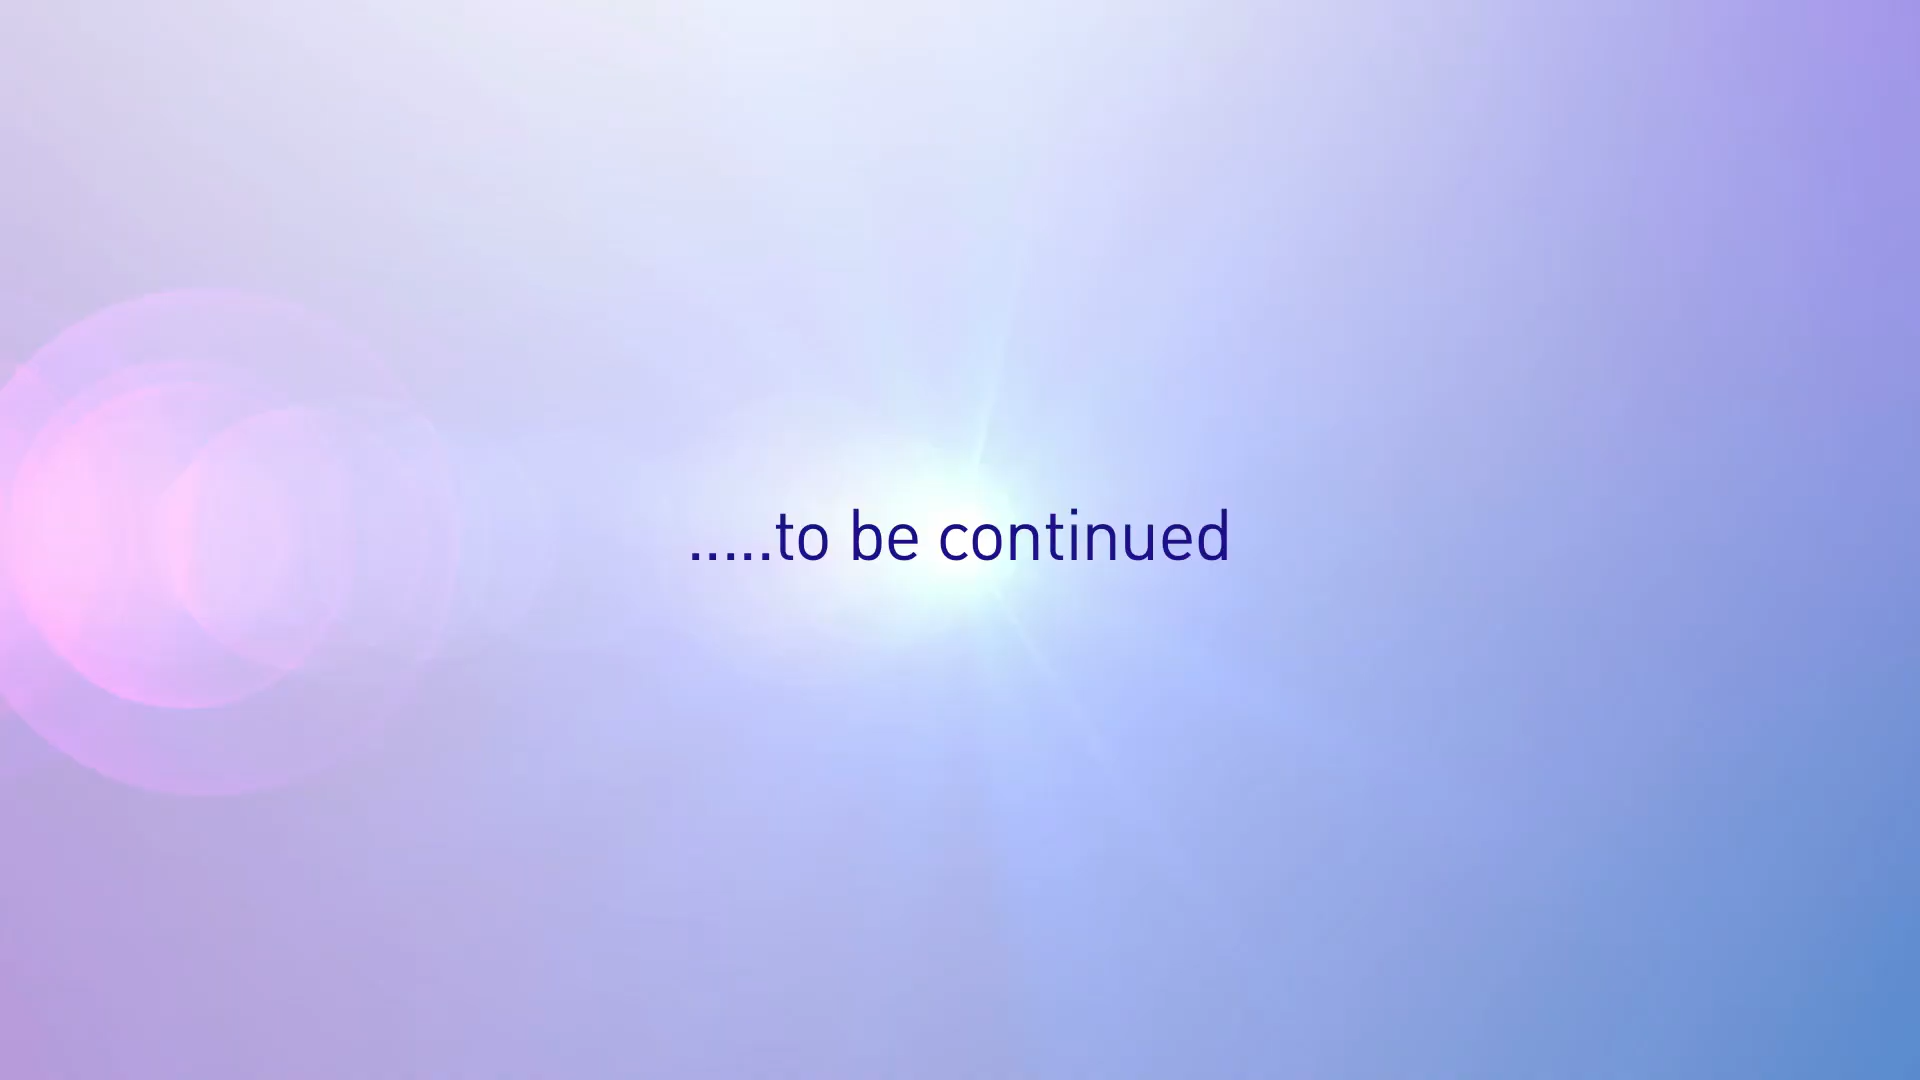 .....to be continued